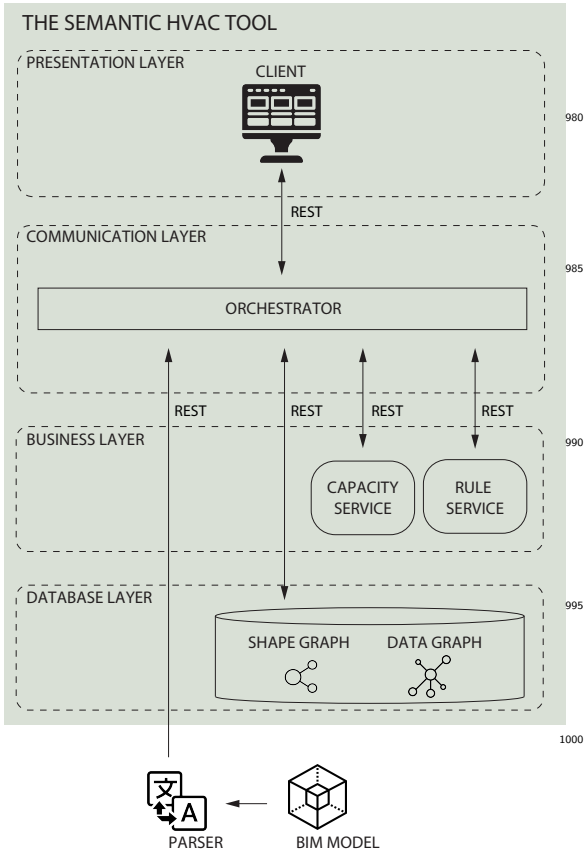 THE SEMANTIC HVAC TOOL
PRESENTATION LAYER
CLIENT
980
REST
COMMUNICATION LAYER
985
ORCHESTRATOR
REST REST REST REST
BUSINESS LAYER
990
CAPACITY
SERVICE
RULE
SERVICE
DATABASE LAYER
995
SHAPE GRAPH DATA GRAPH
1000
文
A
PARSER BIM MODEL